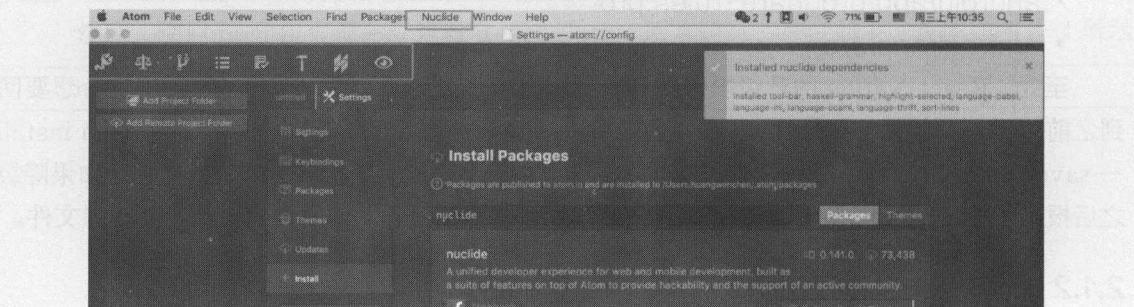 Atom File Edit View Selection Find Packages Nuclide Window Help 2 71% 周三上午10:35
Settings — atom://config
Installed nuclide dependencies
Installed tool-bar, haskell-grammar, highlight-selected, language-babel,
language-ini, language-ocaml, language-thrift, sort-lines
Add Project Folder
untitled
Settings
Add Remote Project Folder
Settings
Keybindings
Packages
Themes
Updates
Install
Install Packages
Packages are published to atom.io and are installed to /Users/huangwenchen/.atom/packages
nuclide
Packages Themes
nuclide 0.141.0 73,438
A unified developer experience for web and mobile development, built as
a suite of features on top of Atom to provide hackability and the support of an active community.